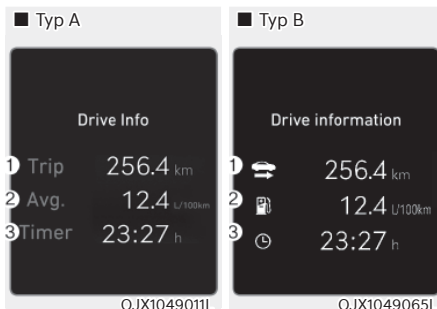 ■ Typ A
Drive Info
1 Trip 256.4 km
2 Avg. 12.4 L/100km
3 Timer 23:27 h
OJX1049011L
■ Typ B
Drive information
1 256.4 km
2 12.4 L/100km
3 23:27 h
OJX1049065L